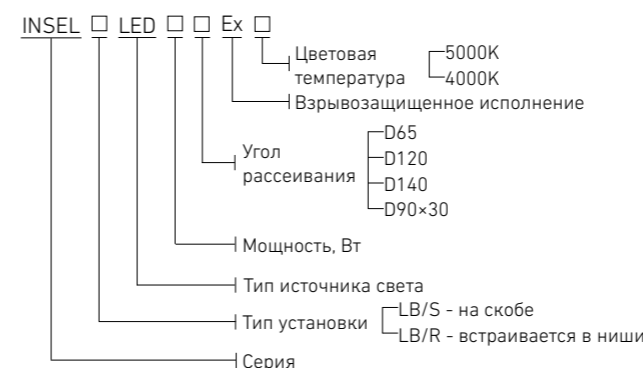 INSEL □ LED □ □ Ex □
Цветовая температура
5000K
4000K
Взрывозащищенное исполнение
Угол рассеивания
D65
D120
D140
D90×30
Мощность, Вт
Тип источника света
Тип установки
LB/S - на скобе
LB/R - встраивается в ниши
Серия